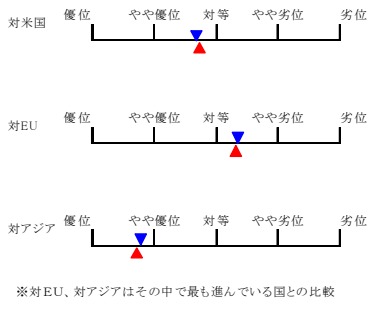 優位 やや優位 対等 やや劣位 劣位
対米国
優位 やや優位 対等 やや劣位 劣位
対EU
優位 やや優位 対等 やや劣位 劣位
対アジア
※対EU、対アジアはその中で最も進んでいる国との比較